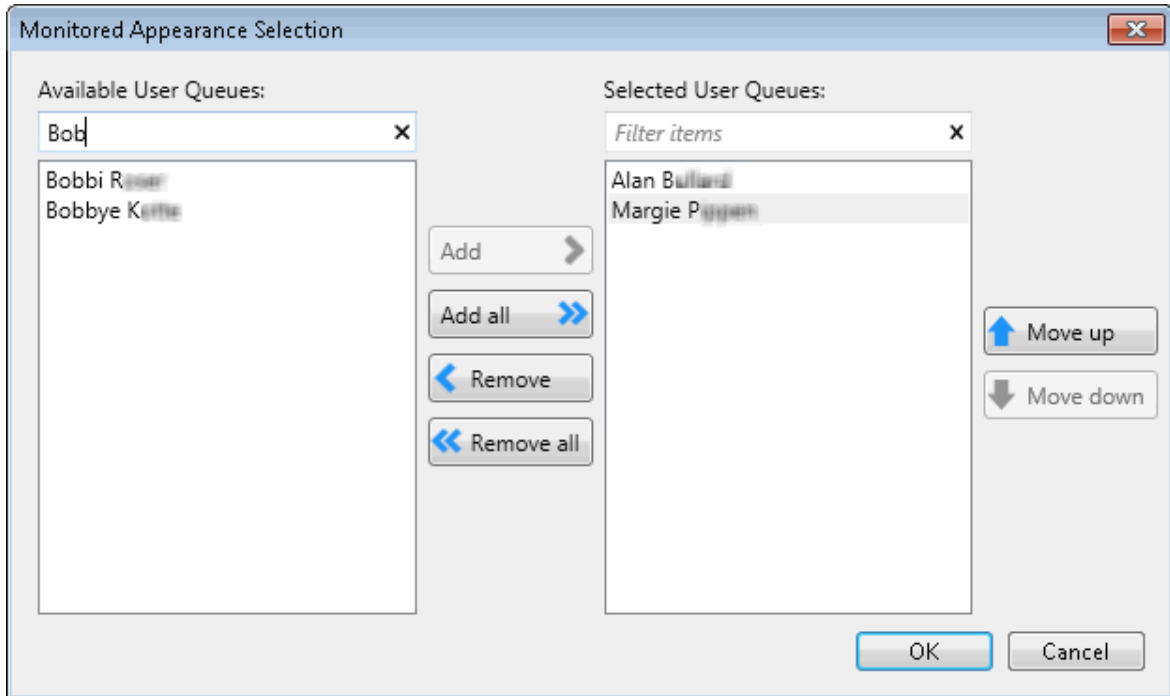 Monitored Appearance Selection
Available User Queues:
Selected User Queues:
Bob
Filter items
Bobbi
Bobbye
Alan
Margie
Add
Add all
Remove
Remove all
Move up
Move down
OK
Cancel